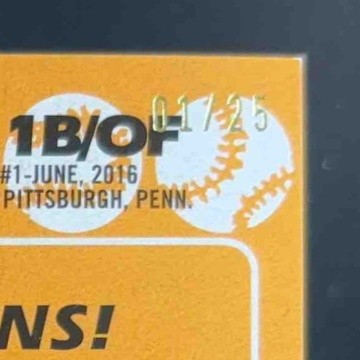 01/25
1B/OF
#1-JUNE, 2016
PITTSBURGH, PENN.
NS!